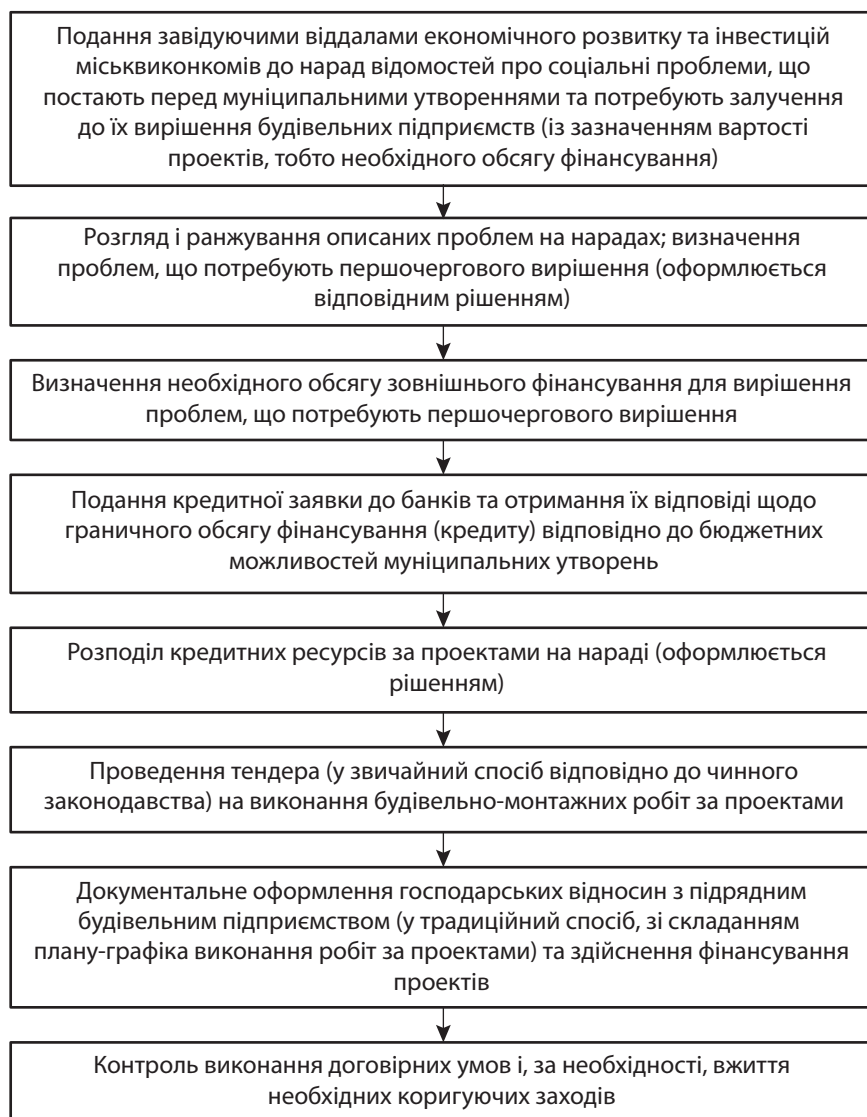 Подання завідуючими віддалами економічного розвитку та інвестицій
міськвиконкомів до нарад відомостей про соціальні проблеми, що
постають перед муніципальними утвореннями та потребують залучення
до їх вирішення будівельних підприємств (із зазначенням вартості
проектів, тобто необхідного обсягу фінансування)
Розгляд і ранжування описаних проблем на нарадах; визначення
проблем, що потребують першочергового вирішення (оформлюється
відповідним рішенням)
Визначення необхідного обсягу зовнішнього фінансування для вирішення
проблем, що потребують першочергового вирішення
Подання кредитної заявки до банків та отримання їх відповіді щодо
граничного обсягу фінансування (кредиту) відповідно до бюджетних
можливостей муніципальних утворень
Розподіл кредитних ресурсів за проектами на нараді (оформлюється
рішенням)
Проведення тендера (у звичайний спосіб відповідно до чинного
законодавства) на виконання будівельно-монтажних робіт за проектами
Документальне оформлення господарських відносин з підрядним
будівельним підприємством (у традиційний спосіб, зі складанням
плану-графіка виконання робіт за проектами) та здійснення фінансування
проектів
Контроль виконання договірних умов і, за необхідності, вжиття
необхідних коригуючих заходів